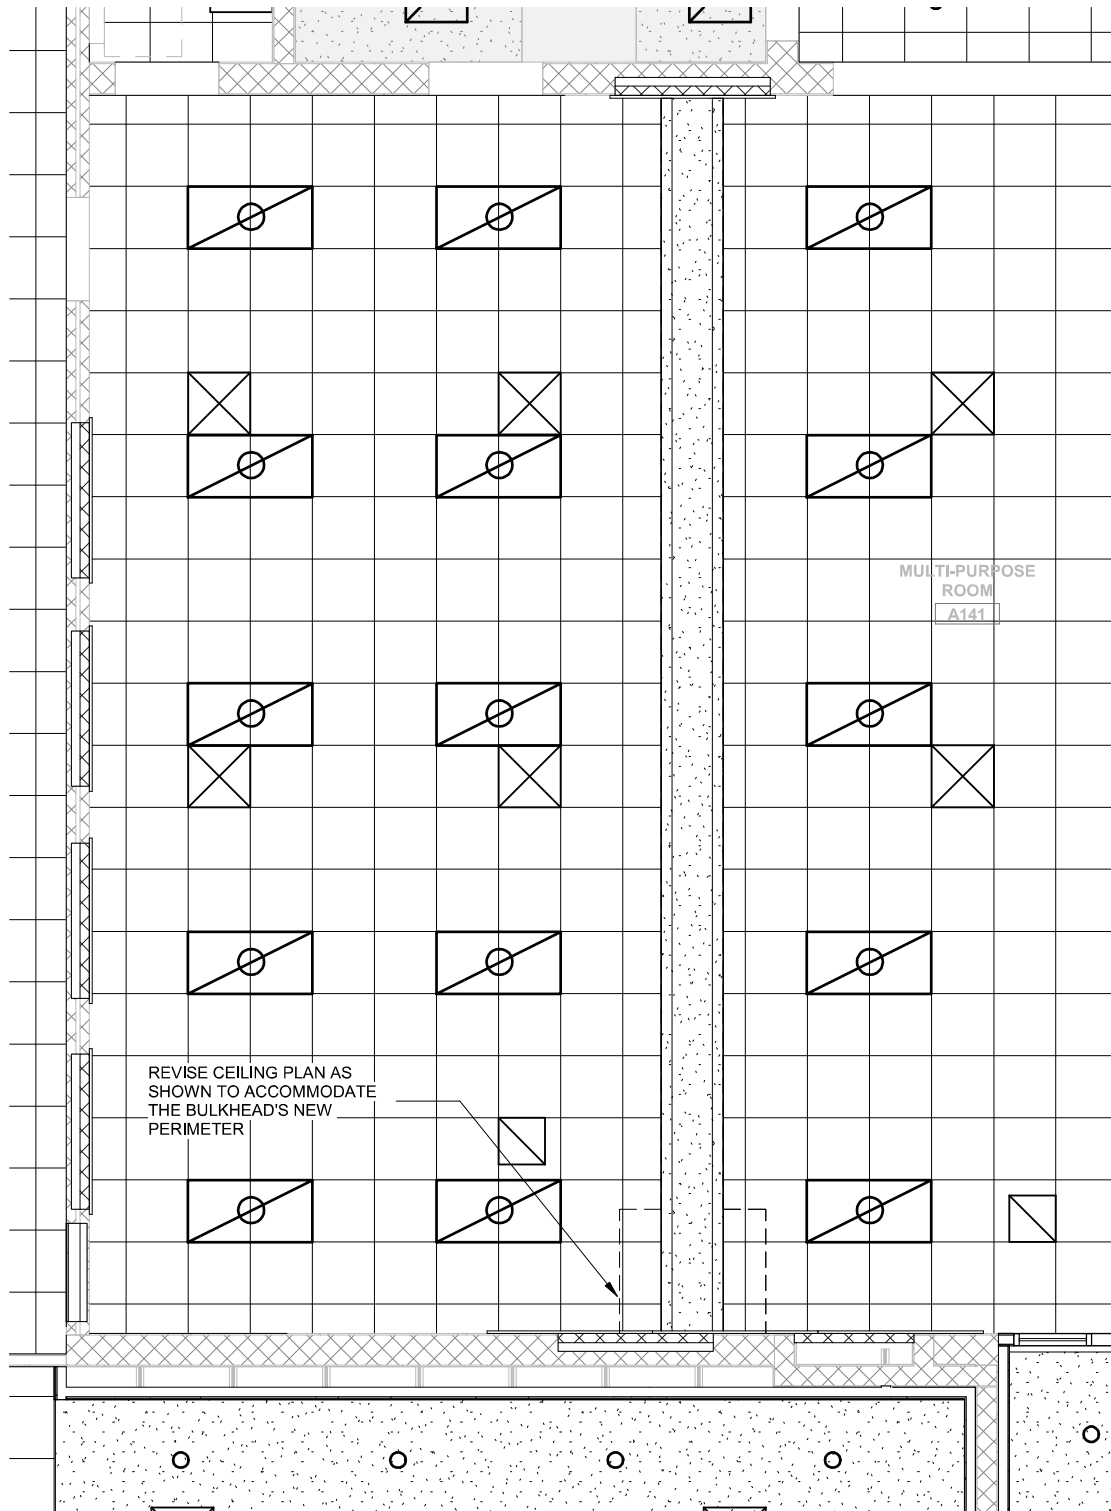 MULTI-PURPOSE
ROOM
A141
REVISE CEILING PLAN AS
SHOWN TO ACCOMMODATE
THE BULKHEAD'S NEW
PERIMETER